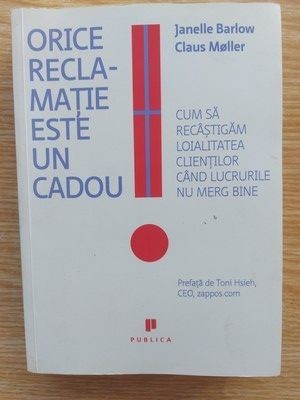 ORICE
RECLA-
MAȚIE
ESTE
UN
CADOU
Janelle Barlow
Claus Møller
CUM SĂ
RECÂȘTIGĂM
LOIALITATEA
CLIENȚILOR
CÂND LUCRURILE
NU MERG BINE
Prefață de Toni Hsieh,
CEO, zappos.com
PUBLICA